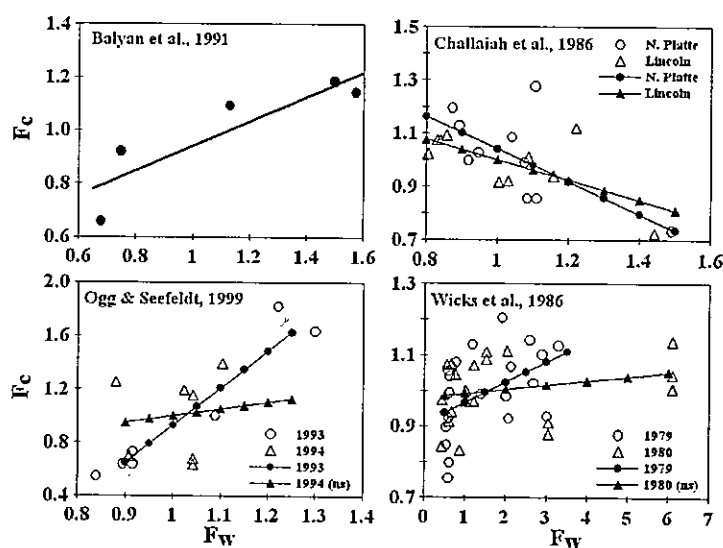 Balyan et al., 1991
Fc
1.4
1.2
1.0
0.8
0.6
0.6 0.8 1.0 1.2 1.4 1.6
Challaiah et al., 1986
N. Platte
Lincoln
N. Platte
Lincoln
1.5
1.3
1.1
0.9
0.7
0.8 1 1.2 1.4 1.6
Ogg & Seefeldt, 1999
Fc
2.0
1.6
1.2
0.8
0.4
1993
1994
1993
1994 (ns)
0.8 0.9 1 1.1 1.2 1.3 1.4
Fw
Wicks et al., 1986
1.3
1.1
0.9
0.7
1979
1980
1979
1980 (ns)
0 1 2 3 4 5 6 7
Fw